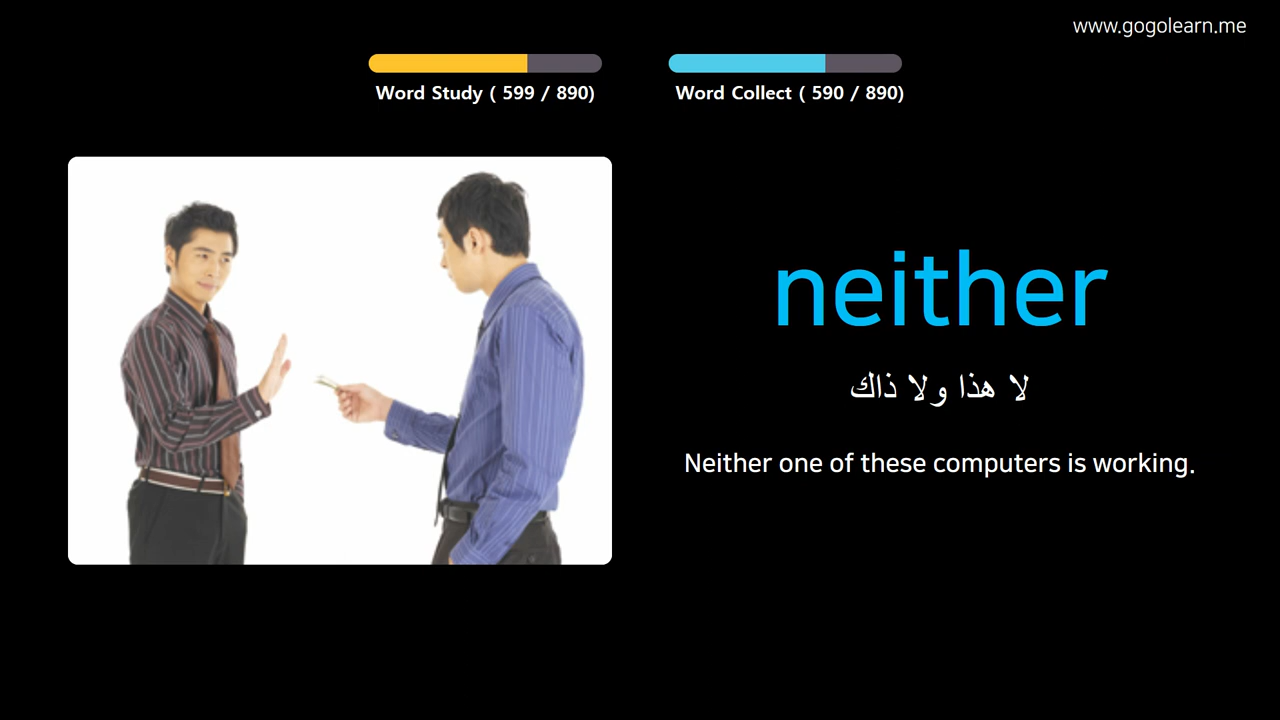 www.gogolearn.me
Word Study ( 599 / 890)
Word Collect ( 590 / 890)
neither
لا هذا ولا ذاك
Neither one of these computers is working.